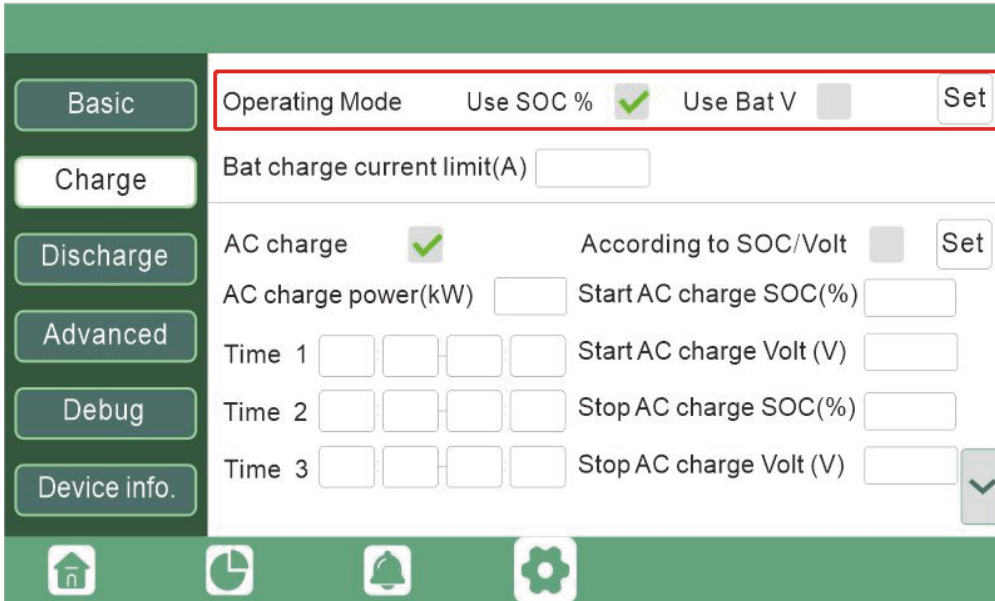 Basic
Charge
Discharge
Advanced
Debug
Device info.
Operating Mode Use SOC % Use Bat V Set
Bat charge current limit(A)
AC charge According to SOC/Volt Set
AC charge power(kW) Start AC charge SOC(%)
Time 1 Start AC charge Volt (V)
Time 2 Stop AC charge SOC(%)
Time 3 Stop AC charge Volt (V)